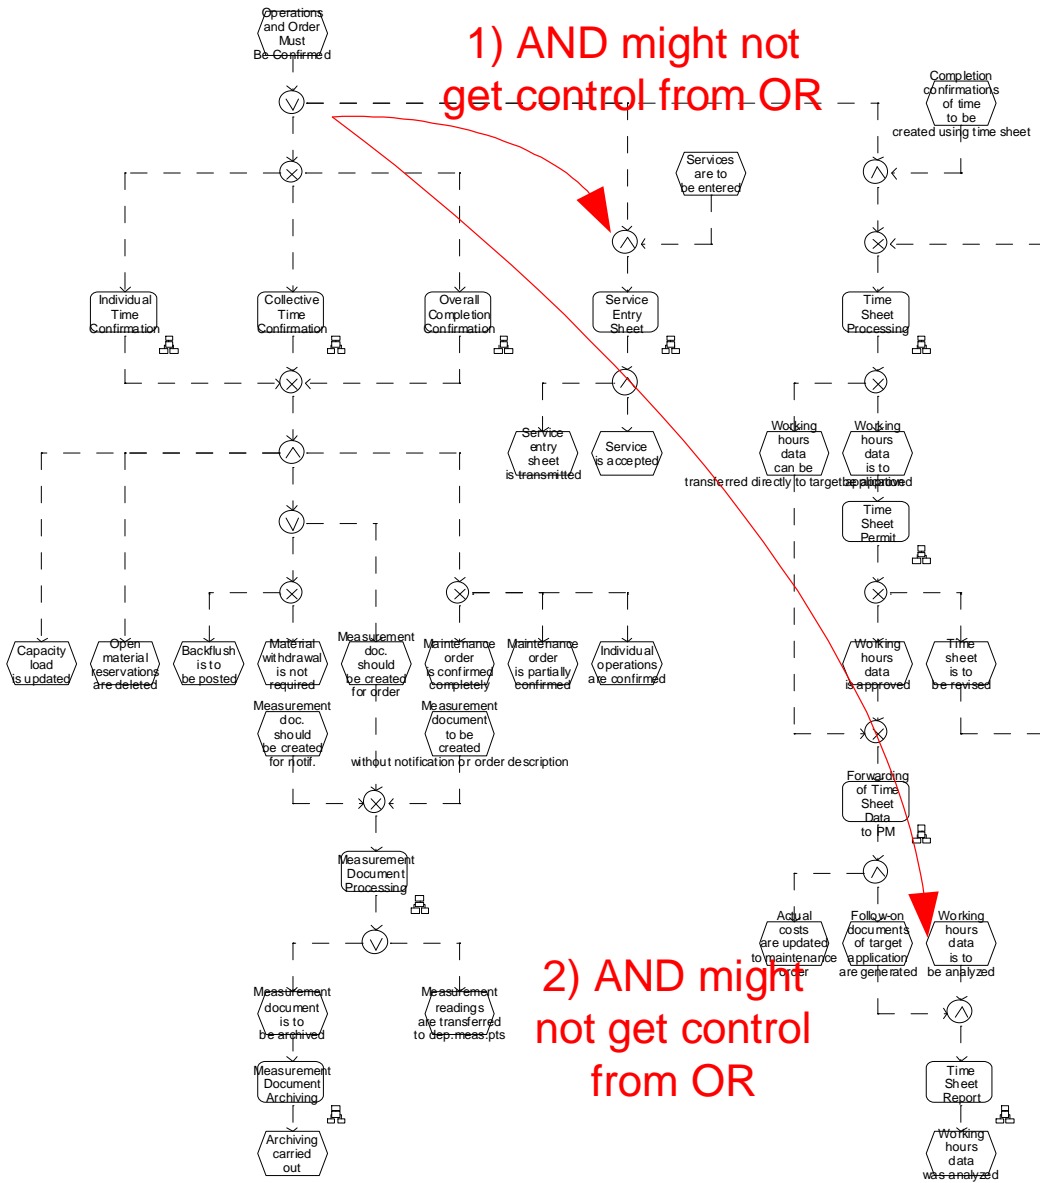 Operations
and Order
Must
Be Confirmed
1) AND might not
get control from OR
Completion
confirmations
of time
to be
created using time sheet
Services
are to
be entered
Individual
Time
Confirmation
Collective
Time
Confirmation
Overall
Completion
Confirmation
Service
Entry
Sheet
Time
Sheet
Processing
Service
entry
sheet
is transmitted
Service
is accepted
Working
hours
data
can be
transferred directly to target application
Working
hours
data
is to
be approved
Time
Sheet
Permit
Capacity
load
is updated
Open
material
reservations
are deleted
Backflush
is to
be posted
Material
withdrawal
is not
required
Measurement
doc.
should
be created
for order
Maintenance
order
is confirmed
completely
Maintenance
order
is partially
confirmed
Individual
operations
are confirmed
Working
hours
data
is approved
Time
sheet
is to
be revised
Measurement
doc.
should
be created
for notif.
Measurement
document
to be
created
without notification or order description
Forwarding
of Time
Sheet
Data
to PM
Measurement
Document
Processing
Actual
costs
are updated
to maintenance
order
Follow-on
documents
of target
application
are generated
Working
hours
data
is to
be analyzed
2) AND might
not get control
from OR
Measurement
document
is to
be archived
Measurement
readings
are transferred
to dep.meas.pts
Measurement
Document
Archiving
Time
Sheet
Report
Archiving
carried
out
Working
hours
data
was analyzed